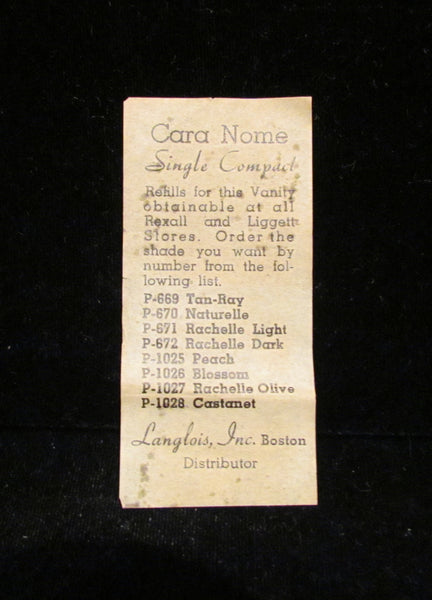 Cara Nome
Single Compact
Refills for this Vanity
obtainable at all
Rexall and Liggett
Stores. Order the
shade you want by
number from the fol-
lowing list.
P-669 Tan-Ray
P-670 Naturelle
P-671 Rachelle Light
P-672 Rachelle Dark
P-1025 Peach
P-1026 Blossom
P-1027 Rachelle Olive
P-1028 Castanet
Langlois, Inc. Boston
Distributor